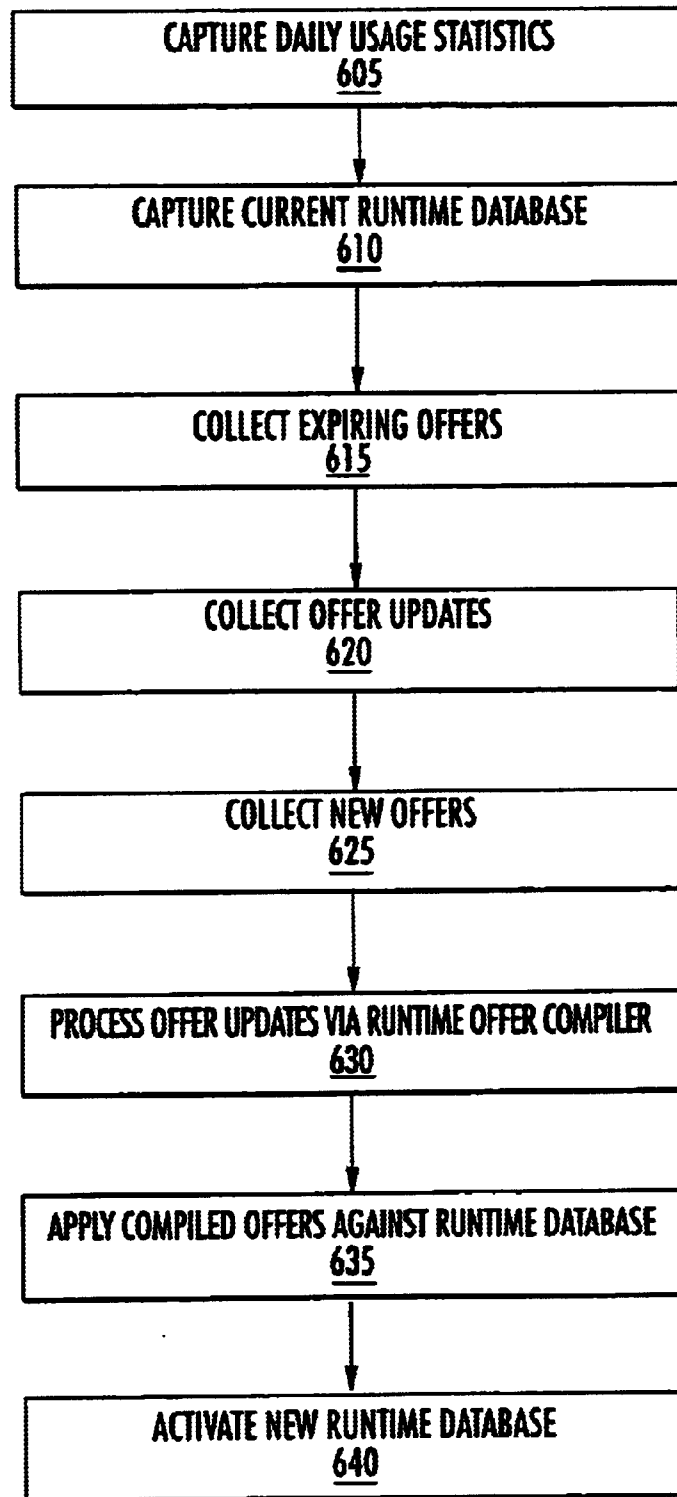 CAPTURE DAILY USAGE STATISTICS
605
CAPTURE CURRENT RUNTIME DATABASE
610
COLLECT EXPIRING OFFERS
615
COLLECT OFFER UPDATES
620
COLLECT NEW OFFERS
625
PROCESS OFFER UPDATES VIA RUNTIME OFFER COMPILER
630
APPLY COMPILED OFFERS AGAINST RUNTIME DATABASE
635
ACTIVATE NEW RUNTIME DATABASE
640